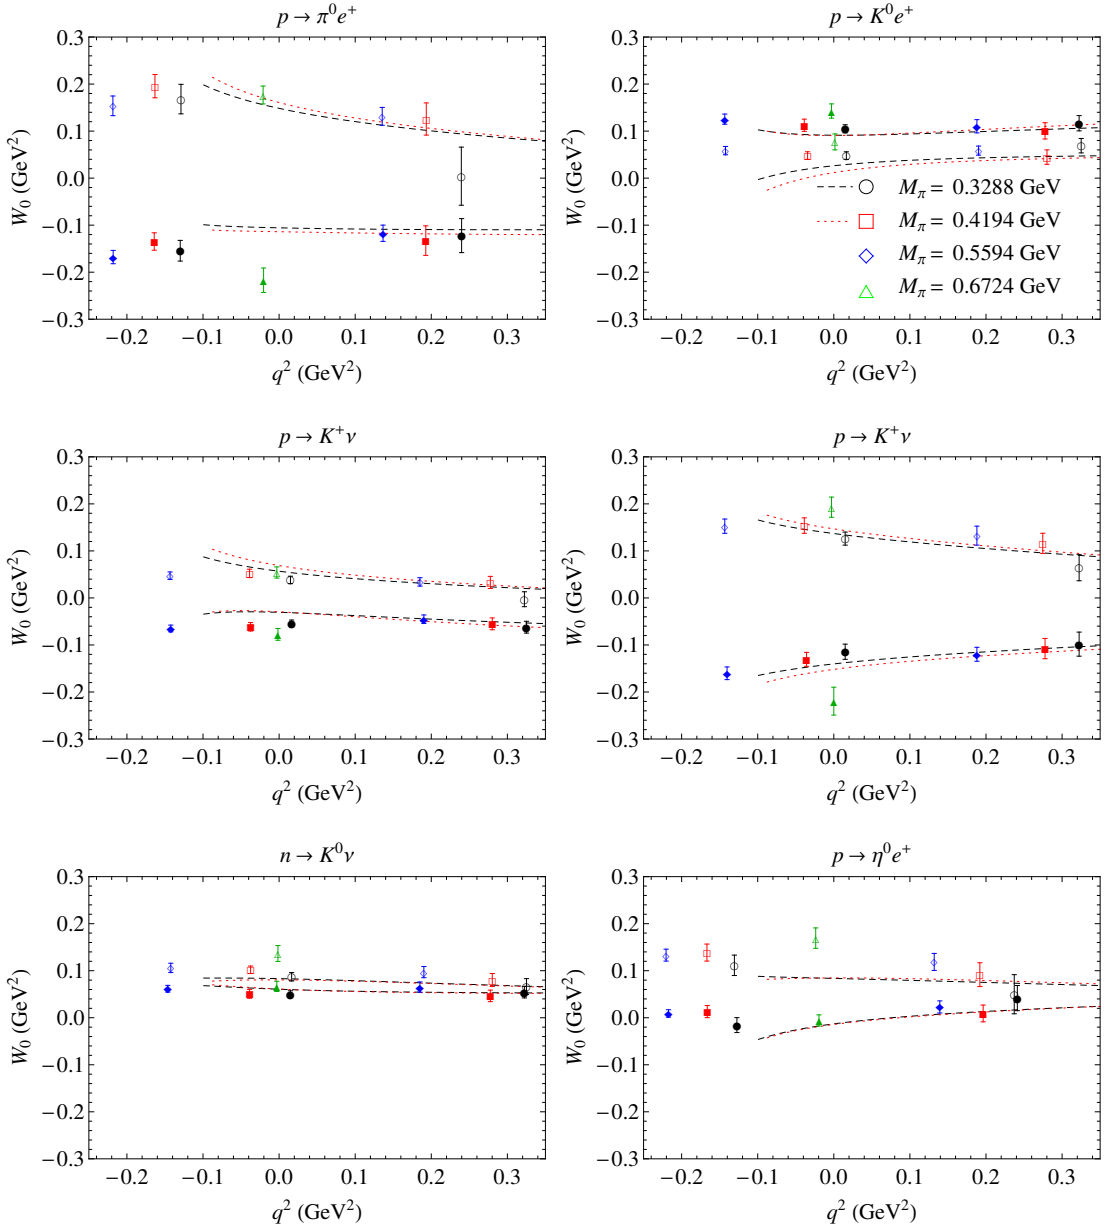 p → π⁰e⁺
0.3
0.2
0.1
0.0
−0.1
−0.2
−0.3
W₀ (GeV²)
−0.2 −0.1 0.0 0.1 0.2 0.3
q² (GeV²)
p → K⁰e⁺
0.3
0.2
0.1
0.0
−0.1
−0.2
−0.3
W₀ (GeV²)
M_π = 0.3288 GeV
M_π = 0.4194 GeV
M_π = 0.5594 GeV
M_π = 0.6724 GeV
−0.2 −0.1 0.0 0.1 0.2 0.3
q² (GeV²)
p → K⁺ν
0.3
0.2
0.1
0.0
−0.1
−0.2
−0.3
W₀ (GeV²)
−0.2 −0.1 0.0 0.1 0.2 0.3
q² (GeV²)
p → K⁺ν
0.3
0.2
0.1
0.0
−0.1
−0.2
−0.3
W₀ (GeV²)
−0.2 −0.1 0.0 0.1 0.2 0.3
q² (GeV²)
n → K⁰ν
0.3
0.2
0.1
0.0
−0.1
−0.2
−0.3
W₀ (GeV²)
−0.2 −0.1 0.0 0.1 0.2 0.3
q² (GeV²)
p → η⁰e⁺
0.3
0.2
0.1
0.0
−0.1
−0.2
−0.3
W₀ (GeV²)
−0.2 −0.1 0.0 0.1 0.2 0.3
q² (GeV²)